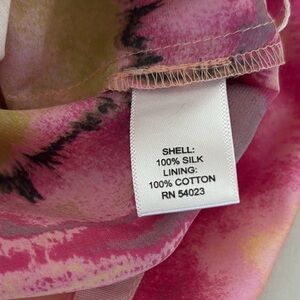 SHELL:
100% SILK
LINING:
100% COTTON
RN 54023